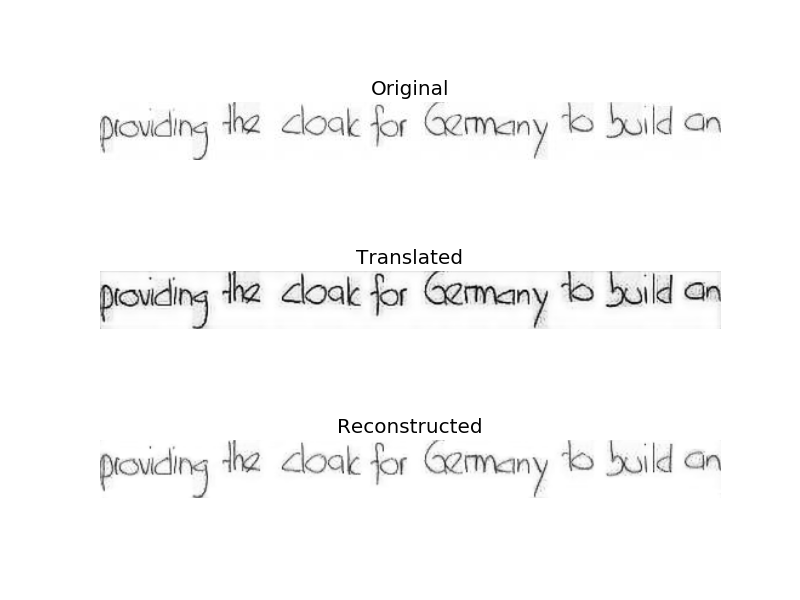 Original
providing the cloak for Germany to build an
Translated
providing the cloak for Germany to build an
Reconstructed
providing the cloak for Germany to build an